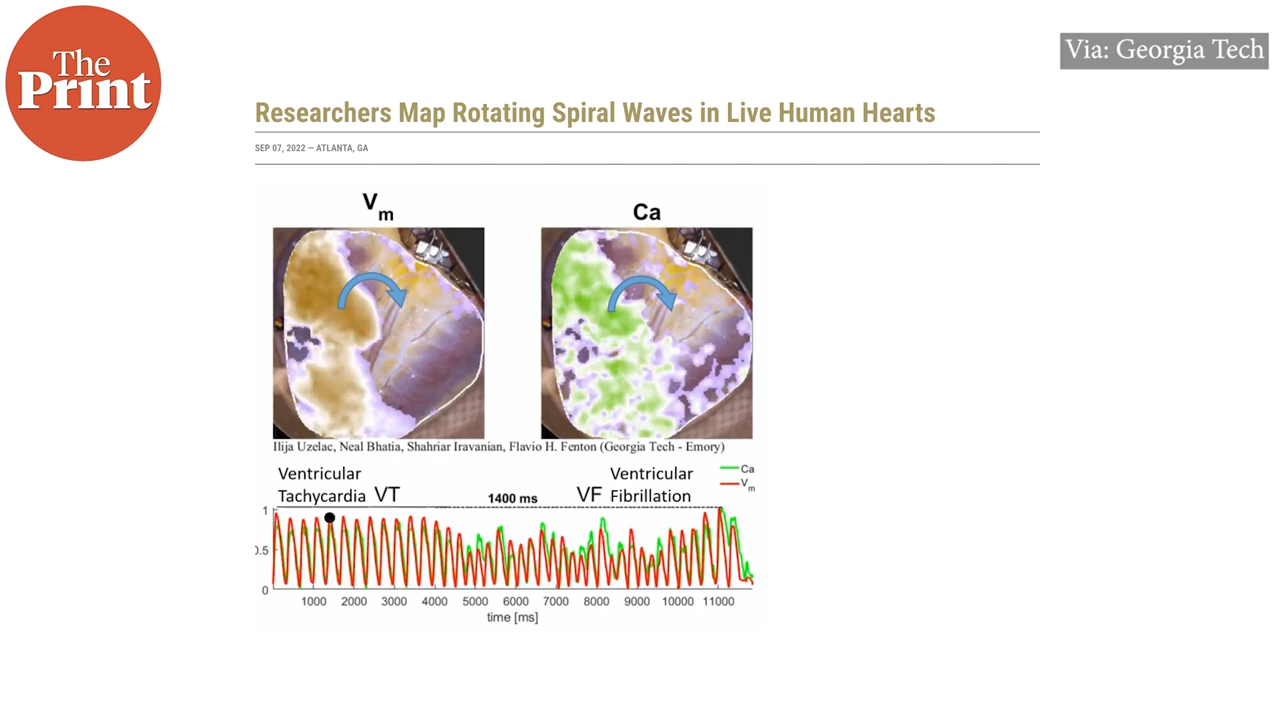 The
Print
Via: Georgia Tech
Researchers Map Rotating Spiral Waves in Live Human Hearts
SEP 07, 2022 — ATLANTA, GA
Vm
Ca
Ilija Uzelac, Neal Bhatia, Shahriar Iravanian, Flavio H. Fenton (Georgia Tech - Emory)
Ventricular
Tachycardia VT
1400 ms
VF Ventricular
Fibrillation
Ca
Vm
1
0.5
0
1000 2000 3000 4000 5000 6000 7000 8000 9000 10000 11000
time [ms]